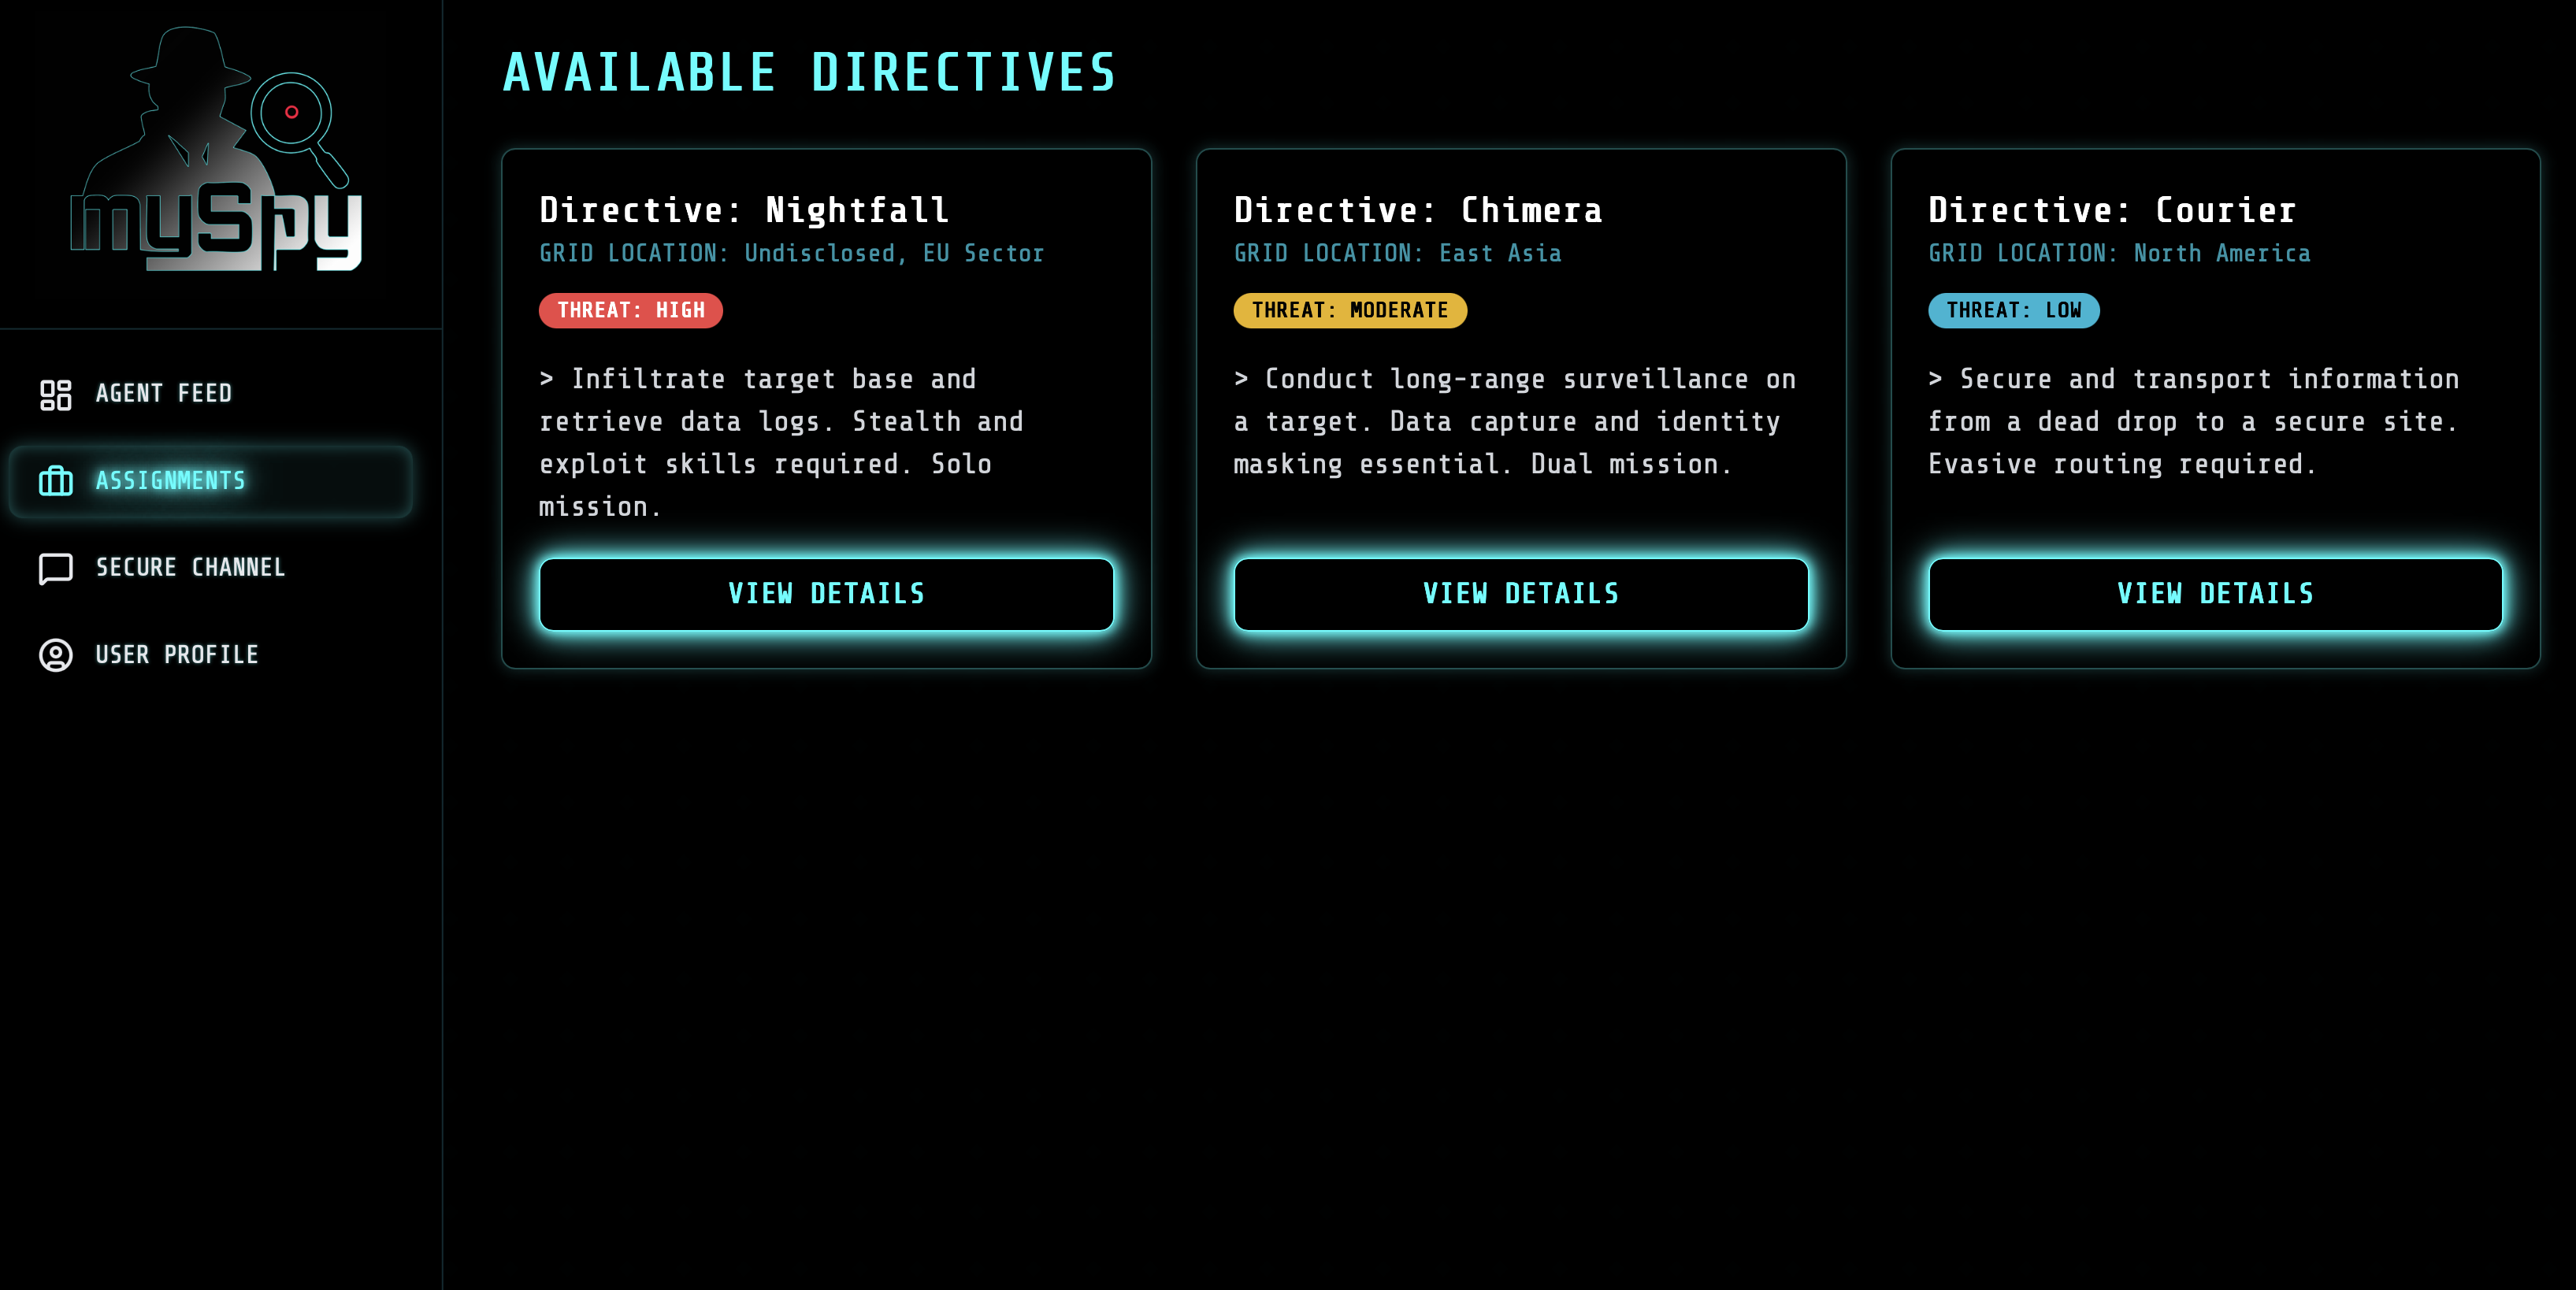 mySpy
AGENT FEED
ASSIGNMENTS
SECURE CHANNEL
USER PROFILE
AVAILABLE DIRECTIVES
Directive: Nightfall
GRID LOCATION: Undisclosed, EU Sector
THREAT: HIGH
> Infiltrate target base and
retrieve data logs. Stealth and
exploit skills required. Solo
mission.
VIEW DETAILS
Directive: Chimera
GRID LOCATION: East Asia
THREAT: MODERATE
> Conduct long-range surveillance on
a target. Data capture and identity
masking essential. Dual mission.
VIEW DETAILS
Directive: Courier
GRID LOCATION: North America
THREAT: LOW
> Secure and transport information
from a dead drop to a secure site.
Evasive routing required.
VIEW DETAILS